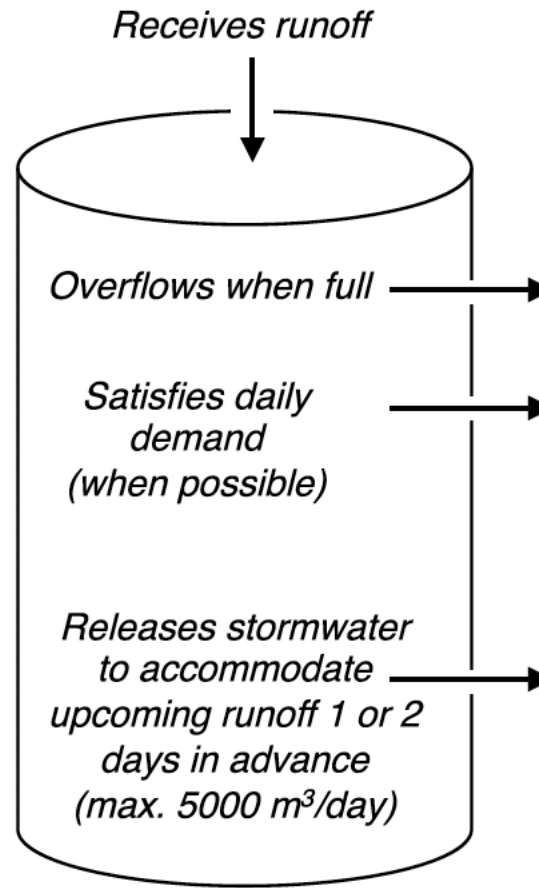 Receives runoff
Overflows when full
Satisfies daily
demand
(when possible)
Releases stormwater
to accommodate
upcoming runoff 1 or 2
days in advance
(max. 5000 m³/day)